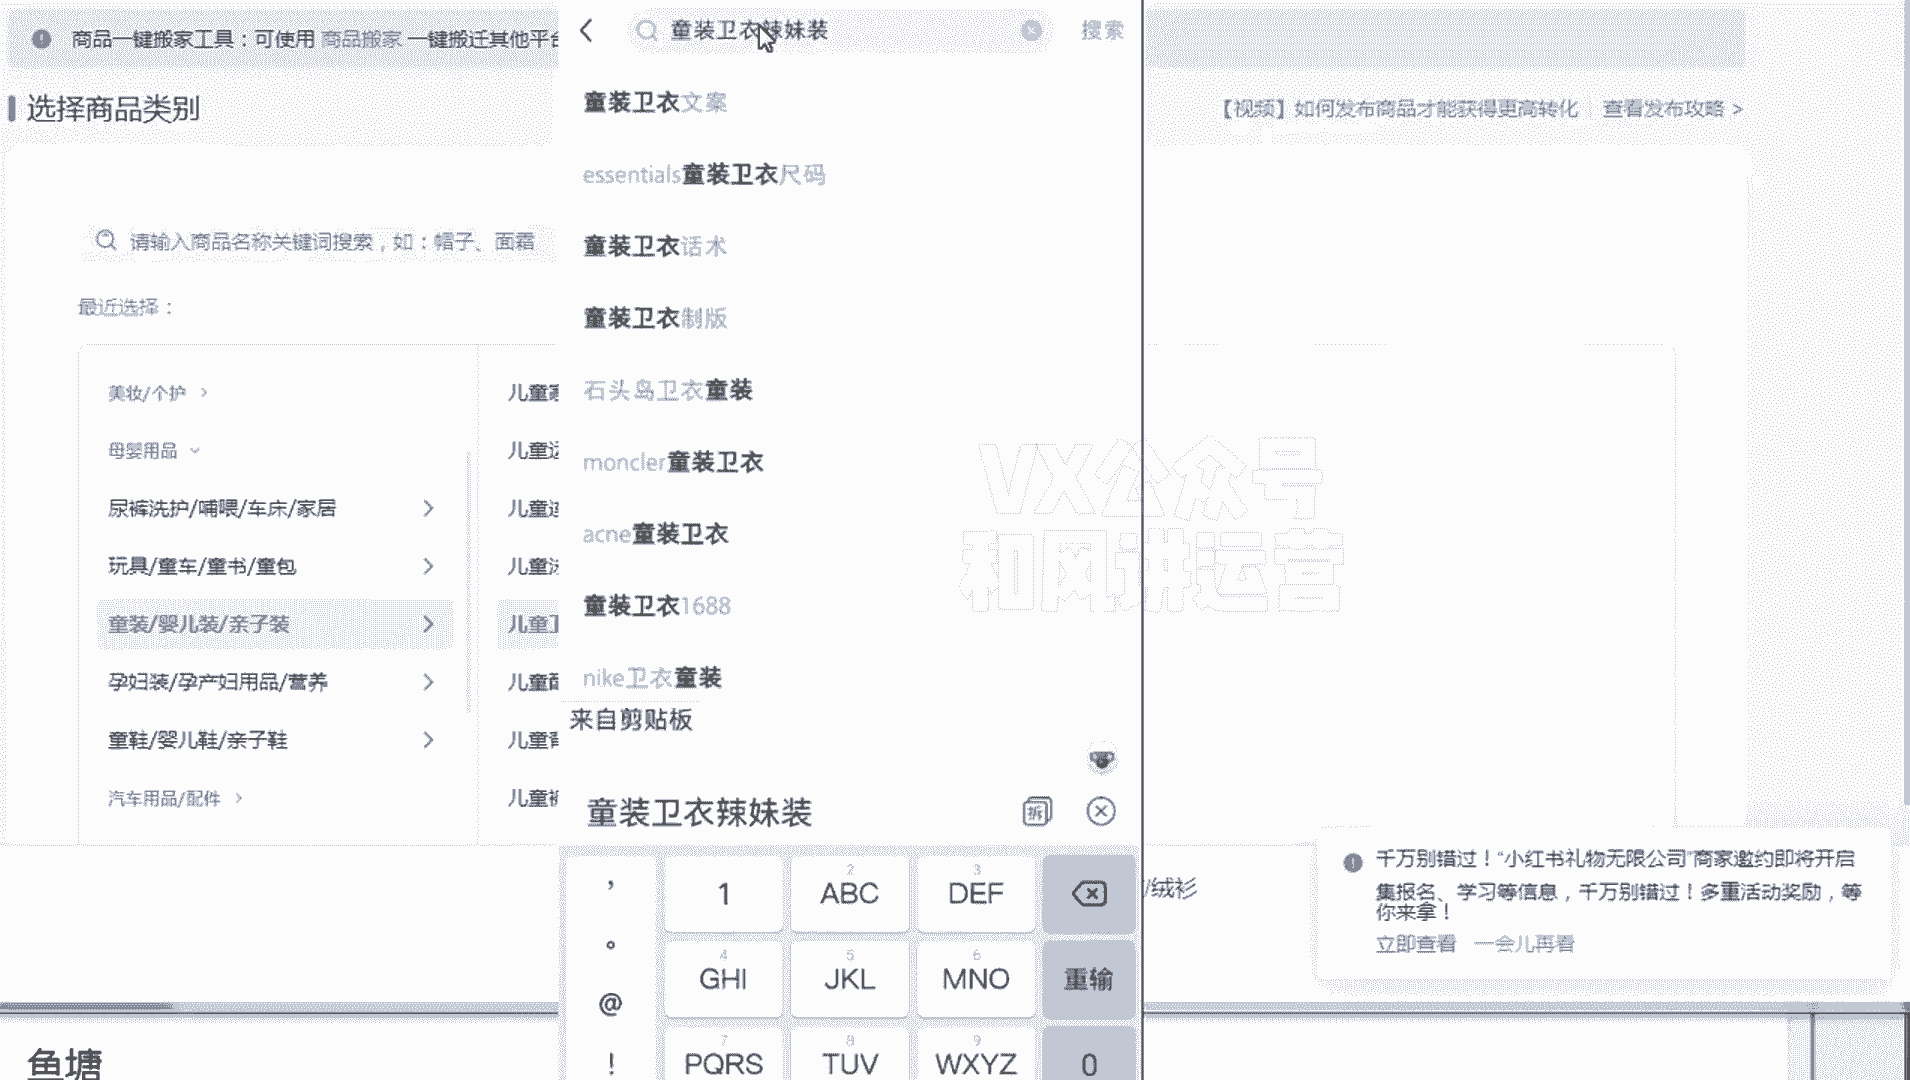 商品一键搬家工具：可使用 商品搬家 一键搬迁其他平台
选择商品类别
请输入商品名称关键词搜索，如：帽子、面霜
最近选择：
美妆/个护
母婴用品
尿裤洗护/哺喂/车床/家居
玩具/童车/童书/童包
童装/婴儿装/亲子装
孕妇装/孕产妇用品/营养
童鞋/婴儿鞋/亲子鞋
汽车用品/配件
儿童
儿童
儿童
儿童
儿童
儿童
儿童
儿童
鱼塘
童装卫衣辣妹装
搜索
童装卫衣文案
essentials童装卫衣尺码
童装卫衣话术
童装卫衣制版
石头岛卫衣童装
moncler童装卫衣
acne童装卫衣
童装卫衣1688
nike卫衣童装
来自剪贴板
童装卫衣辣妹装
拆
，
。
@
!
1
2
ABC
3
DEF
4
GHI
5
JKL
6
MNO
重输
7
PQRS
8
TUV
9
WXYZ
0
【视频】如何发布商品才能获得更高转化
查看发布攻略 >
VX公众号
和风讲运营
/绒衫
千万别错过！“小红书礼物无限公司”商家邀约即将开启
集报名、学习等信息，千万别错过！多重活动奖励，等
你来拿！
立即查看 一会儿再看